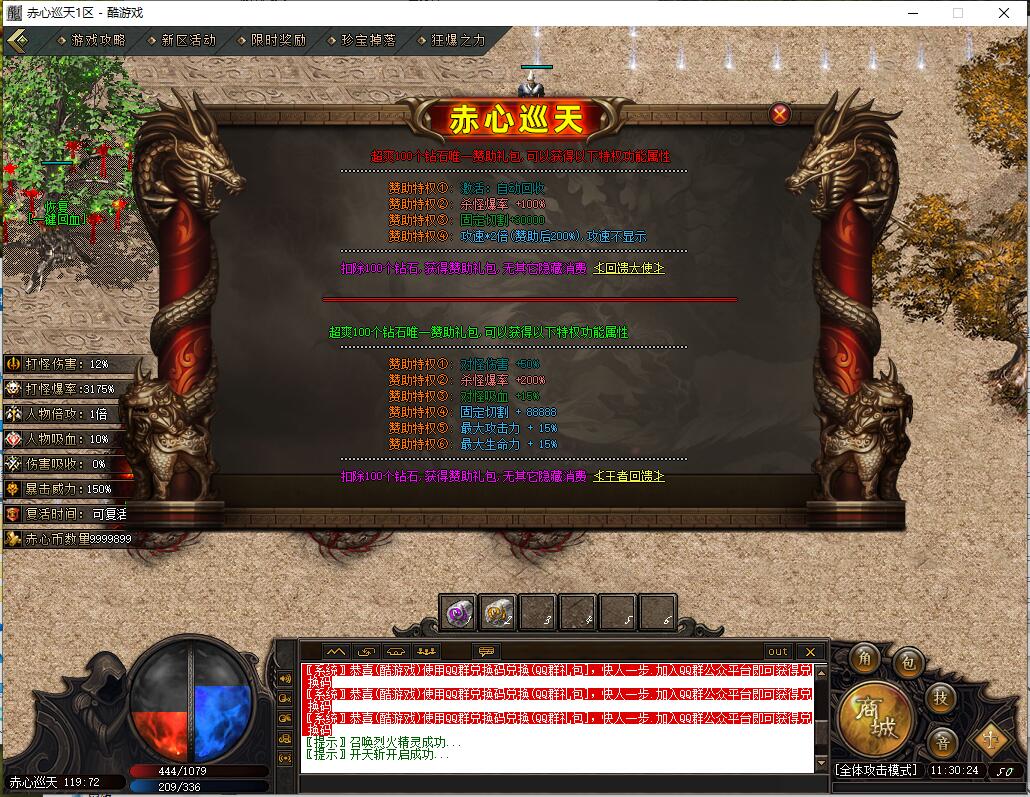 赤心巡天1区 - 酷游戏
游戏攻略 新区活动 限时奖励 珍宝掉落 狂爆之力
赤心巡天
超爽100个钻石唯一赞助礼包,可以获得以下特权功能属性
赞助特权①: 激活: 自动回收
赞助特权②: 杀怪爆率 +100%
赞助特权③: 固定切割+30000
赞助特权④: 攻速*2倍(赞助后200%),攻速不显示
恢复
[一键回血]
扣除100个钻石,获得赞助礼包,无其它隐藏消费 <回馈大使>
超爽100个钻石唯一赞助礼包,可以获得以下特权功能属性
赞助特权①: 对怪伤害 +50%
赞助特权②: 杀怪爆率 +200%
赞助特权③: 对怪吸血 +15%
赞助特权④: 固定切割 + 88888
赞助特权⑤: 最大攻击力 + 15%
赞助特权⑥: 最大生命力 + 15%
扣除100个钻石,获得赞助礼包,无其它隐藏消费 <王者回馈>
打怪伤害: 12%
打怪爆率:3175%
人物倍攻: 1倍
人物吸血: 10%
伤害吸收: 0%
暴击威力:150%
复活时间: 可复活
赤心币数量9999899
1 2 3 4 5 6
out
〖系统〗恭喜(酷游戏)使用QQ群兑换码兑换[QQ群礼包], 快人一步.加入QQ群公众平台即可获得兑
换码
〖系统〗恭喜(酷游戏)使用QQ群兑换码兑换[QQ群礼包], 快人一步.加入QQ群公众平台即可获得兑
换码
〖系统〗恭喜(酷游戏)使用QQ群兑换码兑换[QQ群礼包], 快人一步.加入QQ群公众平台即可获得兑
换码
〖提示〗召唤烈火精灵成功...
〖提示〗开天斩开启成功...
角 包
技
商城
音
444/1079
209/336
赤心巡天 119:72
[全体攻击模式] 11:30:24 50